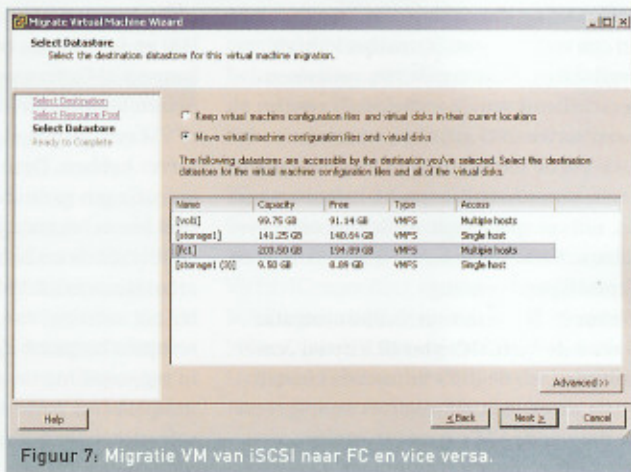 Migrate Virtual Machine Wizard
Select Datastore
Select the destination datastore for this virtual machine migration.
Select Destination
Select Resource Pool
Select Datastore
Ready to Complete
Keep virtual machine configuration files and virtual disks in their current locations
Move virtual machine configuration files and virtual disks
The following datastores are accessible by the destination you've selected. Select the destination
datastore for the virtual machine configuration files and all of the virtual disks.
Name Capacity Free Type Access
99.75 GB 91.14 GB VMFS Multiple hosts
[storage1] 141.25 GB 140.64 GB VMFS Single host
[fc1] 194.89 GB VMFS Multiple hosts
[storage1 (3)] 9.50 GB 8.89 GB VMFS Single host
Advanced >>
Help
< Back
Next >
Cancel
Figuur 7: Migratie VM van iSCSI naar FC en vice versa.